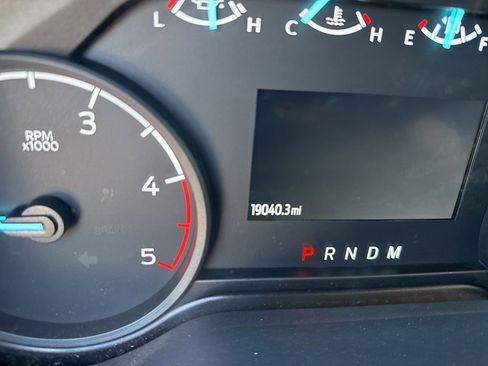 L H C H E F
3
RPM
x1000
4
19040.3mi
P R N D M
5